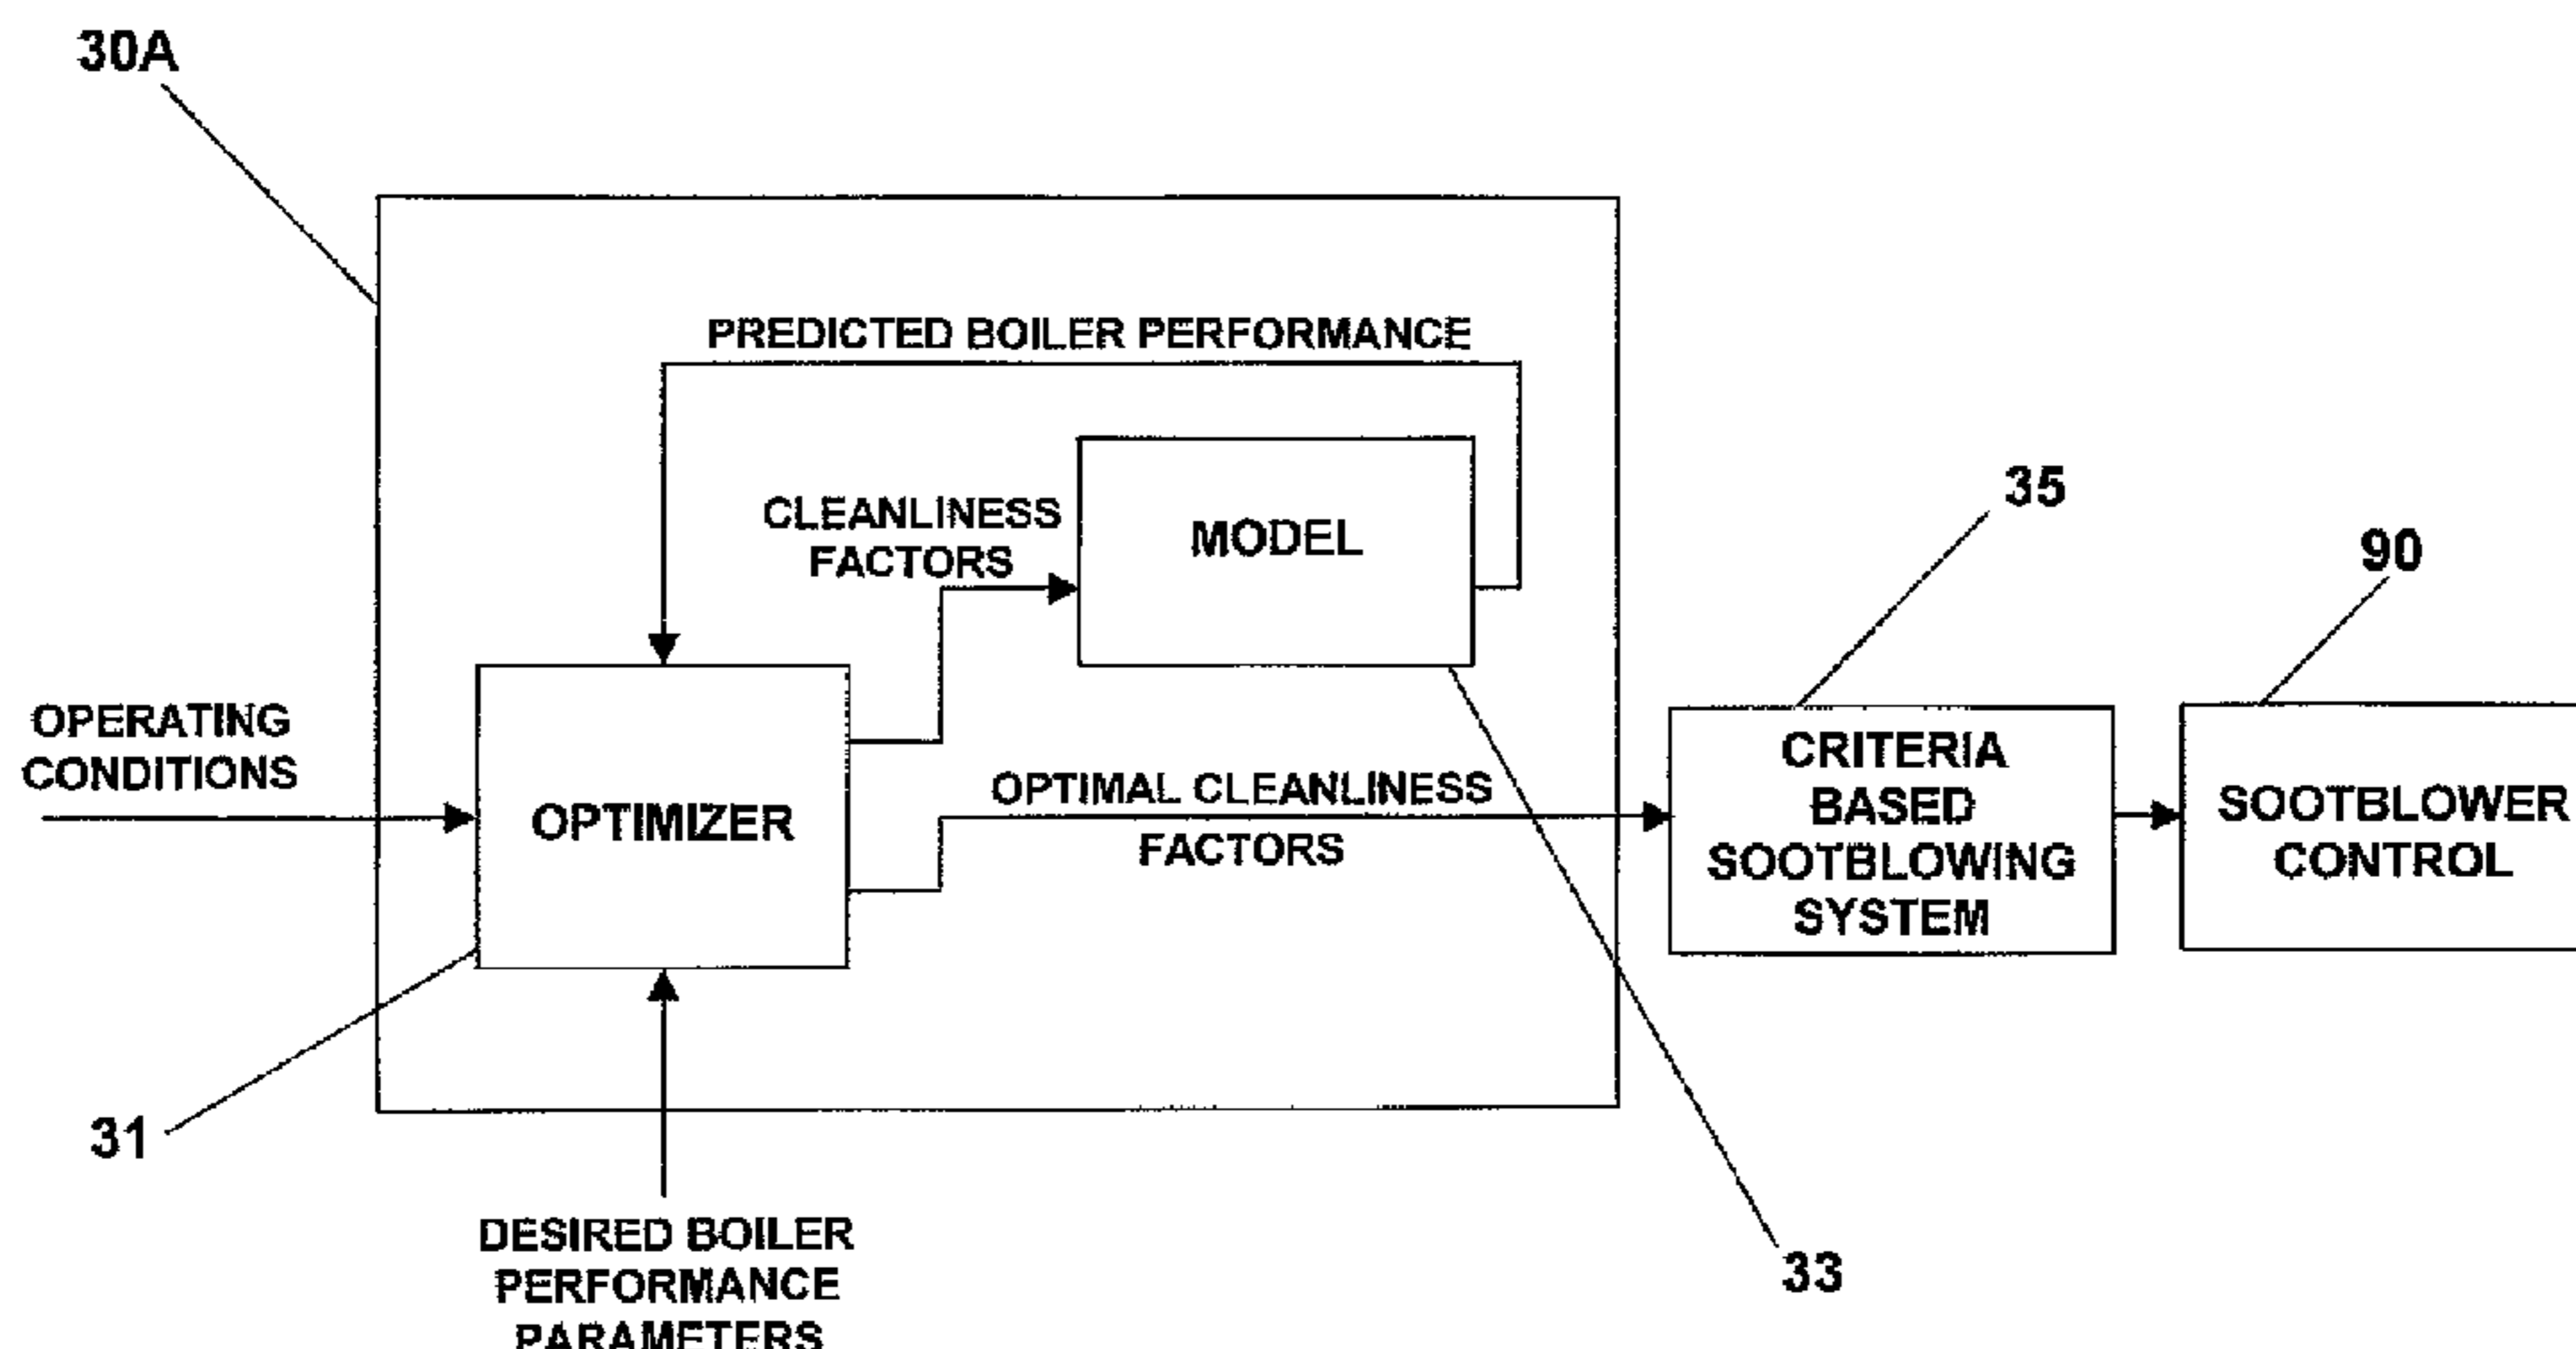 30A
PREDICTED BOILER PERFORMANCE
CLEANLINESS
FACTORS
MODEL
35
90
OPERATING
CONDITIONS
OPTIMIZER
OPTIMAL CLEANLINESS
FACTORS
CRITERIA
BASED
SOOTBLOWING
SYSTEM
SOOTBLOWER
CONTROL
31
DESIRED BOILER
PERFORMANCE
PARAMETERS
33